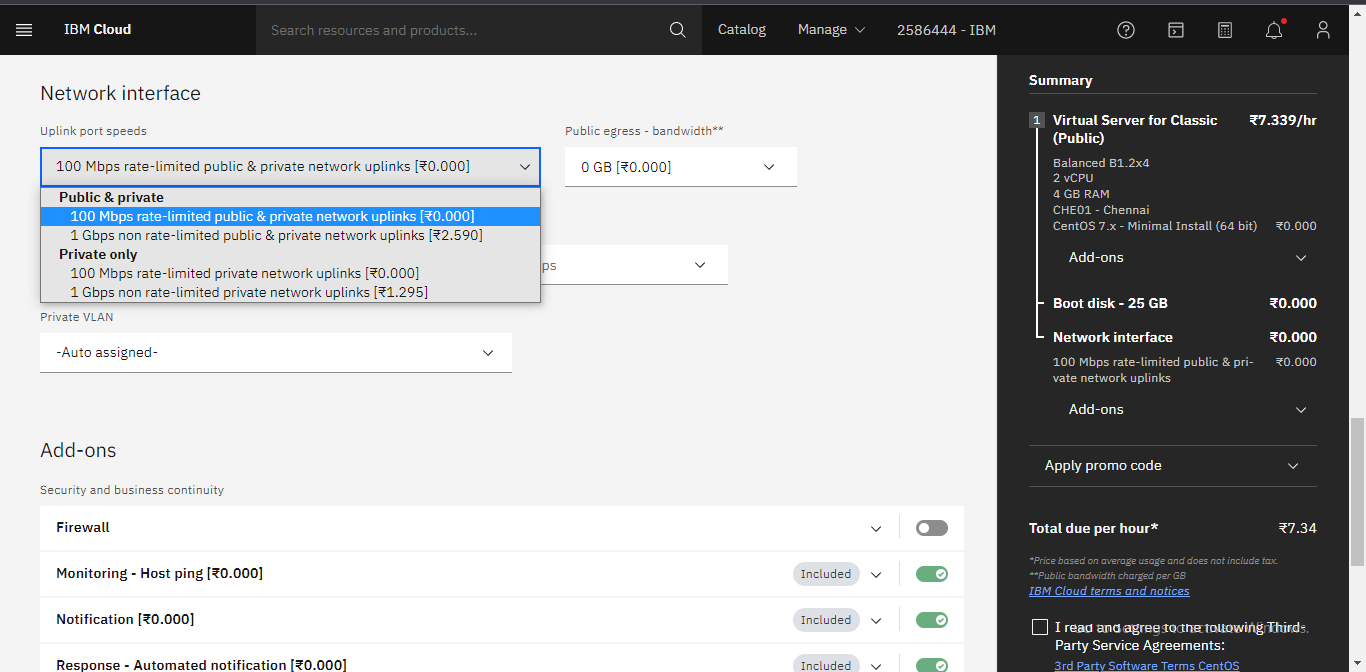 IBM Cloud
Search resources and products...
Catalog
Manage
2586444 - IBM
Network interface
Uplink port speeds
100 Mbps rate-limited public & private network uplinks [₹0.000]
Public & private
100 Mbps rate-limited public & private network uplinks [₹0.000]
1 Gbps non rate-limited public & private network uplinks [₹2.590]
Private only
100 Mbps rate-limited private network uplinks [₹0.000]
1 Gbps non rate-limited private network uplinks [₹1.295]
Public egress - bandwidth**
0 GB [₹0.000]
ps
Private VLAN
-Auto assigned-
Add-ons
Security and business continuity
Firewall
Monitoring - Host ping [₹0.000]
Included
Notification [₹0.000]
Included
Response - Automated notification [₹0.000]
Included
Summary
1 Virtual Server for Classic ₹7.339/hr
(Public)
Balanced B1.2x4
2 vCPU
4 GB RAM
CHE01 - Chennai
CentOS 7.x - Minimal Install (64 bit) ₹0.000
Add-ons
Boot disk - 25 GB ₹0.000
Network interface ₹0.000
100 Mbps rate-limited public & pri- ₹0.000
vate network uplinks
Add-ons
Apply promo code
Total due per hour* ₹7.34
*Price based on average usage and does not include tax.
**Public bandwidth charged per GB
IBM Cloud terms and notices
I read and agree to the following Third-
Party Service Agreements:
3rd Party Software Terms CentOS
Go to Settings to activate Windows.